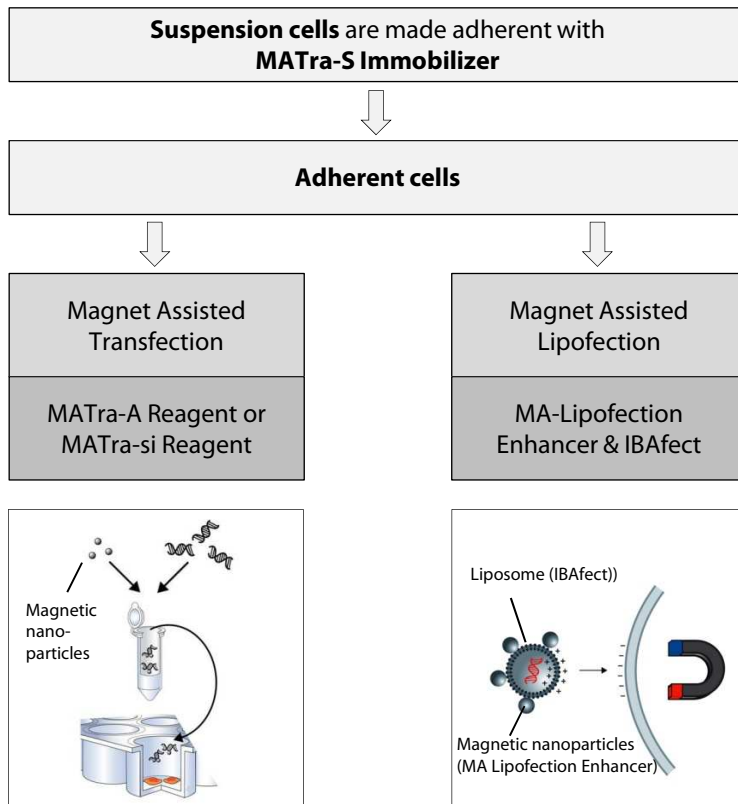 Suspension cells are made adherent with
MATra-S Immobilizer
Adherent cells
Magnet Assisted
Transfection
MATra-A Reagent or
MATra-si Reagent
Magnet Assisted
Lipofection
MA-Lipofection
Enhancer & IBAfect
Magnetic
nano-
particles
Liposome (IBAfect))
Magnetic nanoparticles
(MA Lipofection Enhancer)